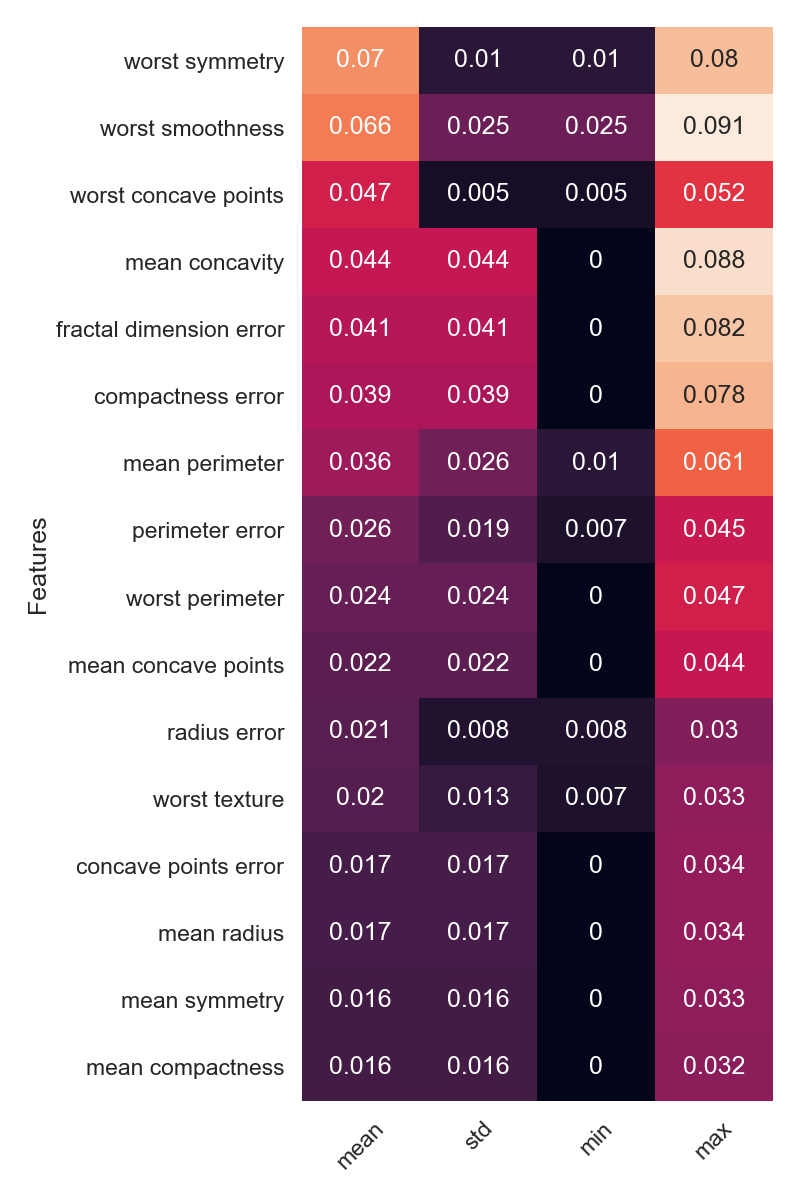 worst symmetry 0.07 0.01 0.01 0.08
worst smoothness 0.066 0.025 0.025 0.091
worst concave points 0.047 0.005 0.005 0.052
mean concavity 0.044 0.044 0 0.088
fractal dimension error 0.041 0.041 0 0.082
compactness error 0.039 0.039 0 0.078
mean perimeter 0.036 0.026 0.01 0.061
perimeter error 0.026 0.019 0.007 0.045
Features
worst perimeter 0.024 0.024 0 0.047
mean concave points 0.022 0.022 0 0.044
radius error 0.021 0.008 0.008 0.03
worst texture 0.02 0.013 0.007 0.033
concave points error 0.017 0.017 0 0.034
mean radius 0.017 0.017 0 0.034
mean symmetry 0.016 0.016 0 0.033
mean compactness 0.016 0.016 0 0.032
mean std min max